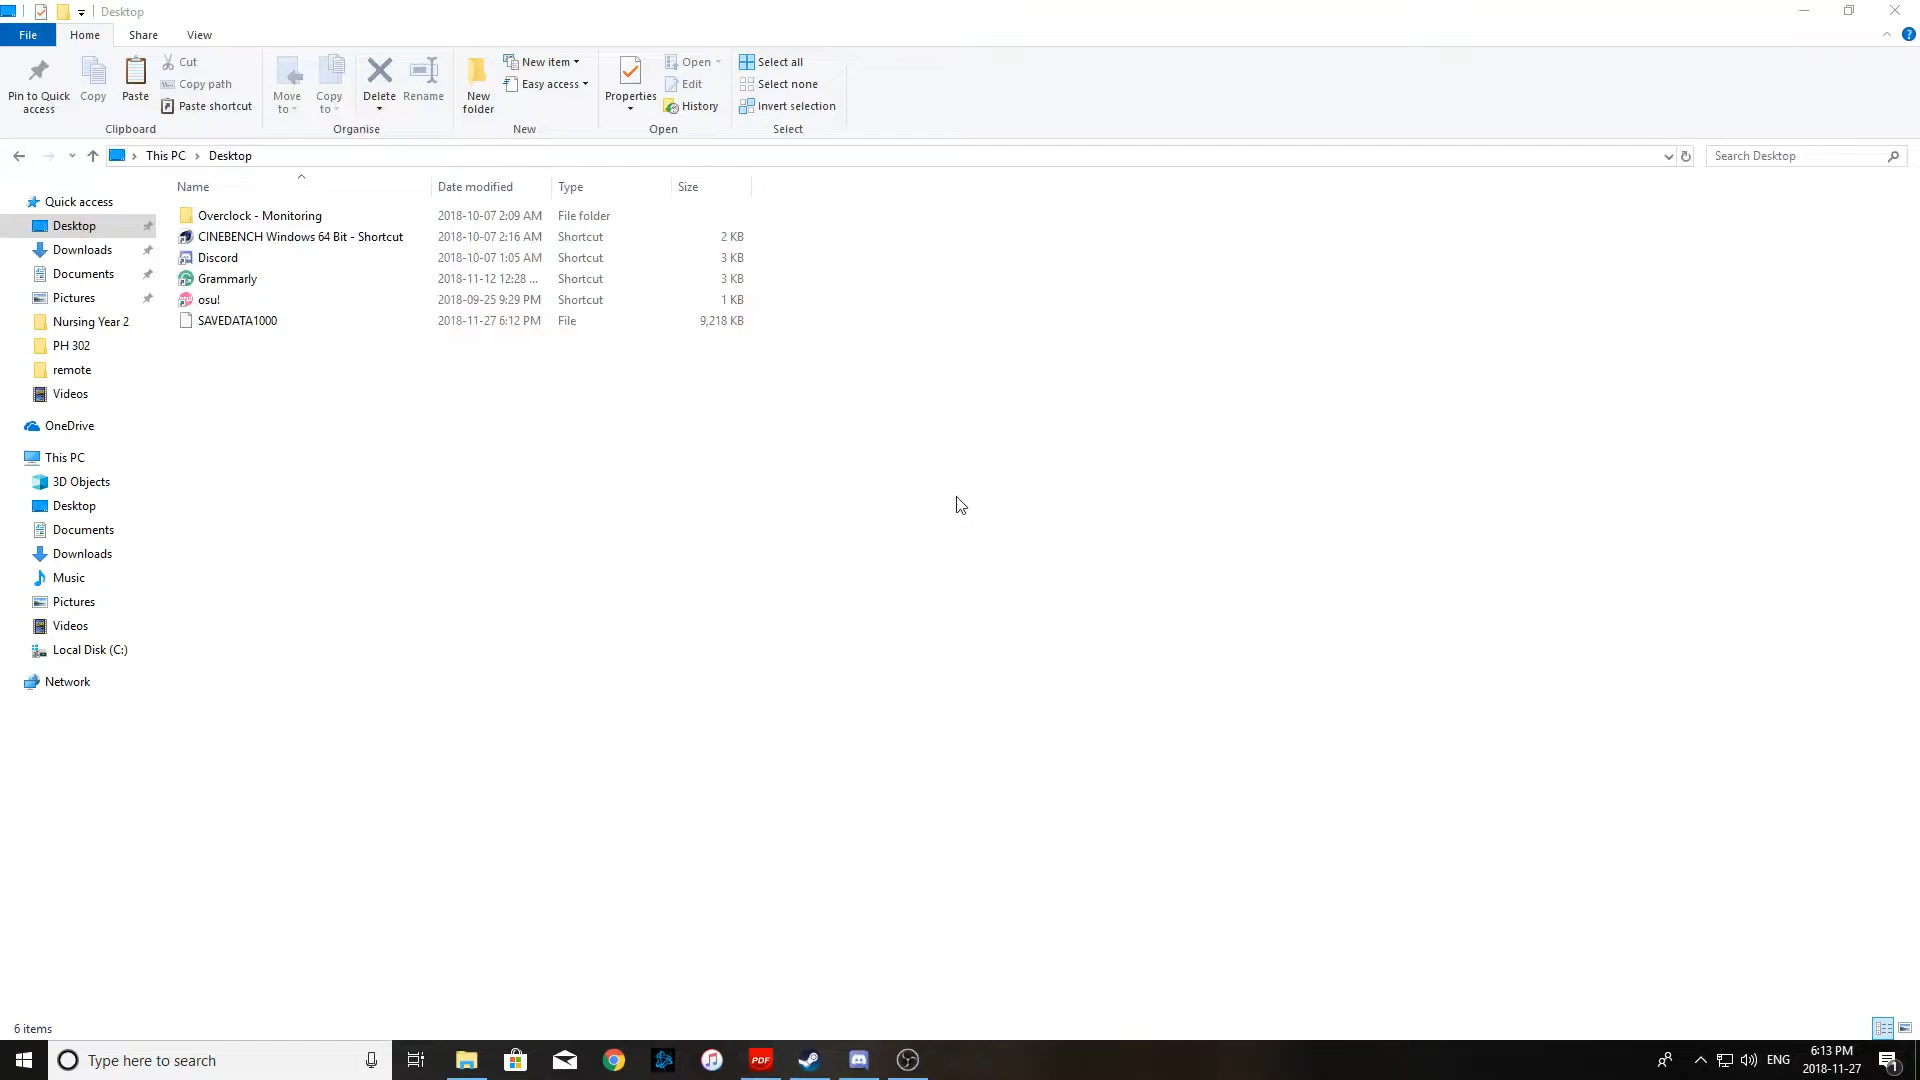 Desktop
File Home Share View
Pin to Quick access
Copy
Paste
Cut
Copy path
Paste shortcut
Clipboard
Move to
Copy to
Delete
Rename
Organise
New folder
New item
Easy access
New
Properties
Open
Edit
History
Open
Select all
Select none
Invert selection
Select
This PC > Desktop
Search Desktop
Name Date modified Type Size
Overclock - Monitoring 2018-10-07 2:09 AM File folder
CINEBENCH Windows 64 Bit - Shortcut 2018-10-07 2:16 AM Shortcut 2 KB
Discord 2018-10-07 1:05 AM Shortcut 3 KB
Grammarly 2018-11-12 12:28 ... Shortcut 3 KB
osu! 2018-09-25 9:29 PM Shortcut 1 KB
SAVEDATA1000 2018-11-27 6:12 PM File 9,218 KB
Quick access
Desktop
Downloads
Documents
Pictures
Nursing Year 2
PH 302
remote
Videos
OneDrive
This PC
3D Objects
Desktop
Documents
Downloads
Music
Pictures
Videos
Local Disk (C:)
Network
6 items
Type here to search
PDF
ENG
6:13 PM
2018-11-27
1